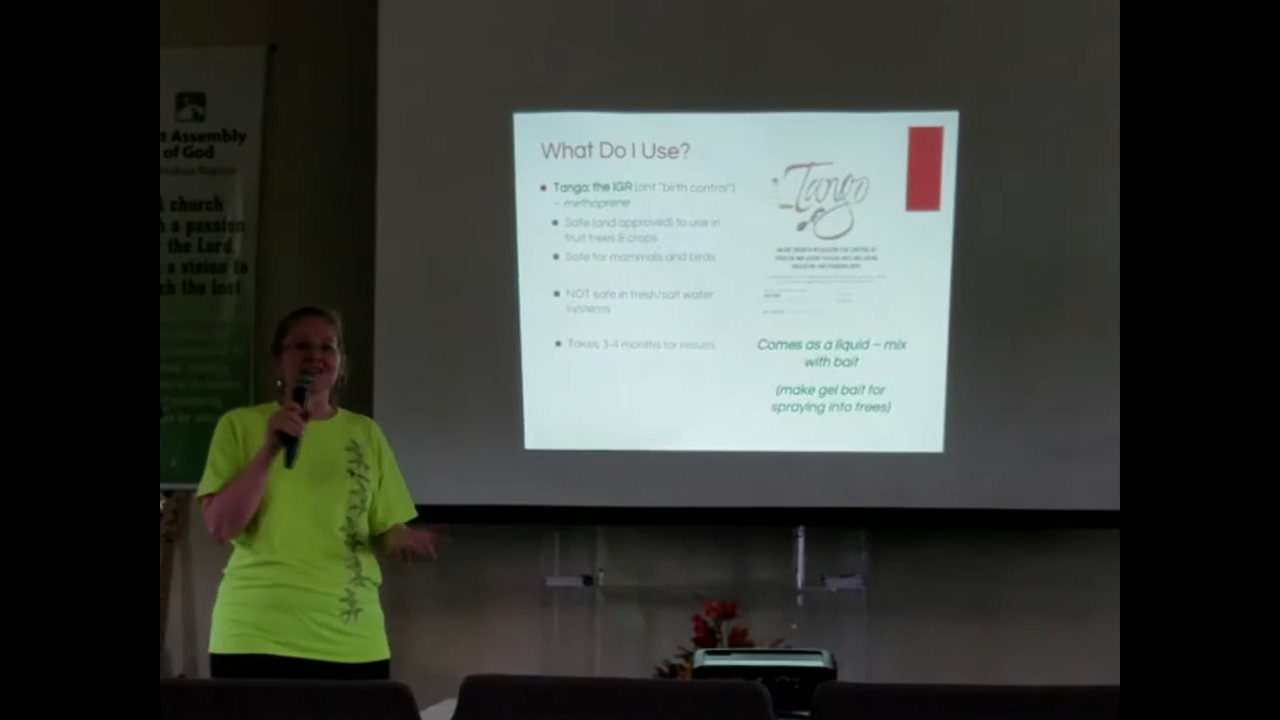 Assembly
of God
church
a passion
the Lord,
a vision to
the lost
What Do I Use?
Tango: the IGR (ant "birth control")
– methoprene
Safe (and approved) to use in
fruit trees & crops
Safe for mammals and birds
NOT safe in fresh/salt water
systems
Takes 3-4 months for results
Tango
Comes as a liquid – mix
with bait
(make gel bait for
spraying into trees)